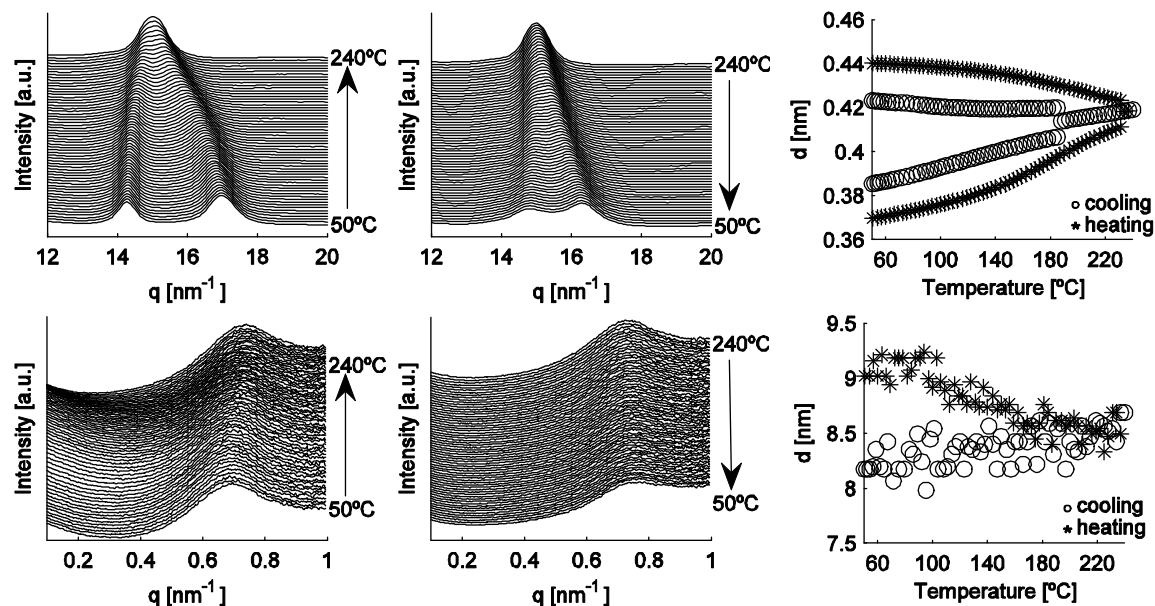 Intensity [a.u.]
240ºC
50ºC
12 14 16 18 20
q [nm-1 ]
Intensity [a.u.]
240ºC
50ºC
12 14 16 18 20
q [nm-1 ]
d [nm]
0.46
0.44
0.42
0.4
0.38
0.36
cooling
heating
60 100 140 180 220
Temperature [ºC]
Intensity [a.u.]
240ºC
50ºC
0.2 0.4 0.6 0.8 1
q [nm-1 ]
Intensity [a.u.]
240ºC
50ºC
0.2 0.4 0.6 0.8 1
q [nm-1 ]
d [nm]
9.5
9
8.5
8
7.5
cooling
heating
60 100 140 180 220
Temperature [ºC]